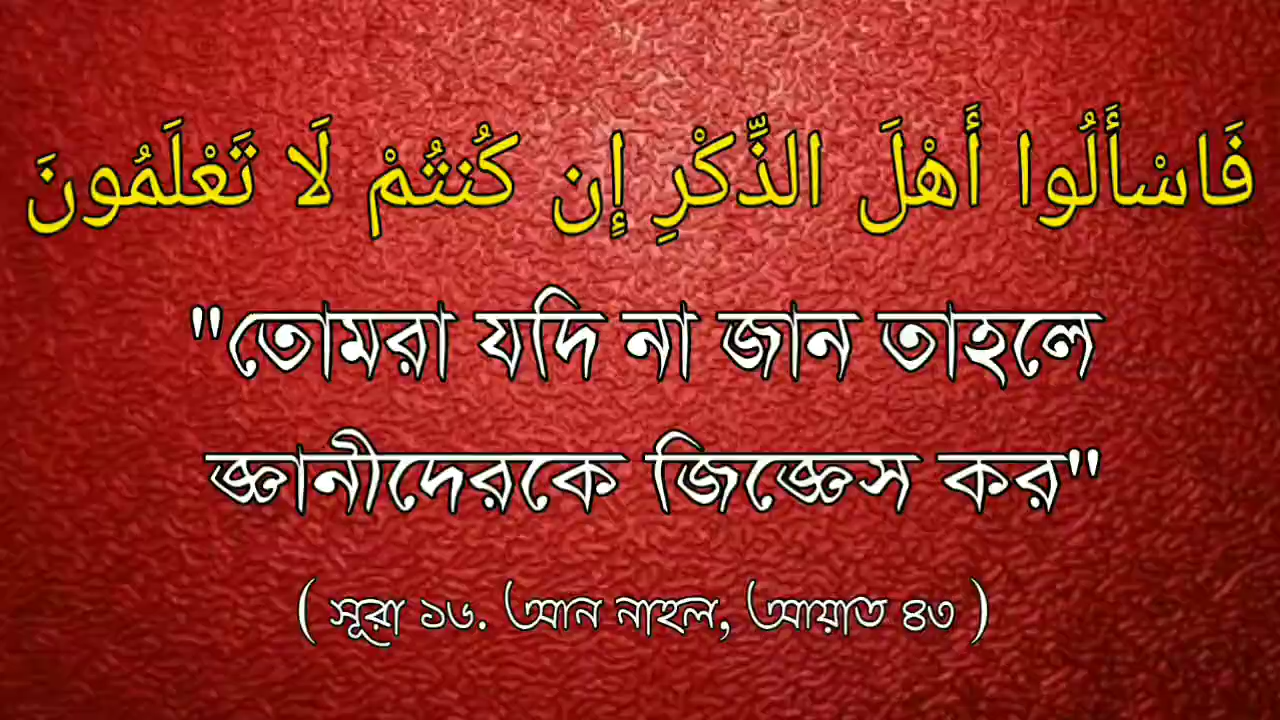 فَاسْأَلُوا أَهْلَ الذِّكْرِ إِن كُنتُمْ لَا تَعْلَمُونَ
"তোমরা যদি না জান তাহলে
জ্ঞানীদেরকে জিজ্ঞেস কর"
( সূরা ১৬. আন নাহল, আয়াত ৪৩ )